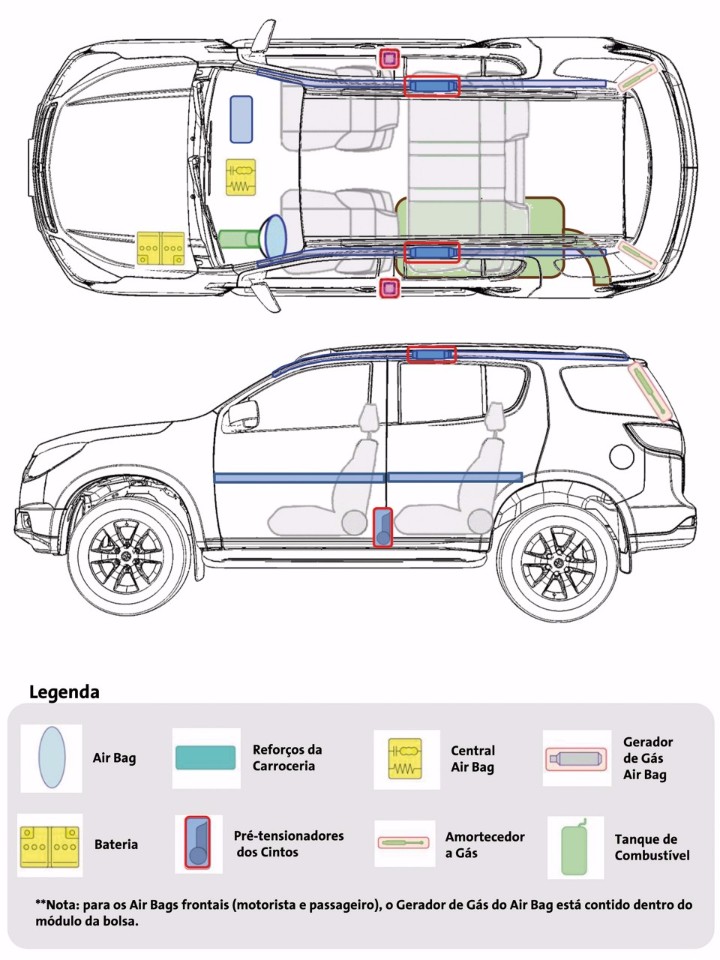 Legenda
Air Bag
Reforços da
Carroceria
Central
Air Bag
Gerador
de Gás
Air Bag
Bateria
Pré-tensionadores
dos Cintos
Amortecedor
a Gás
Tanque de
Combustível
**Nota: para os Air Bags frontais (motorista e passageiro), o Gerador de Gás do Air Bag está contido dentro do
módulo da bolsa.